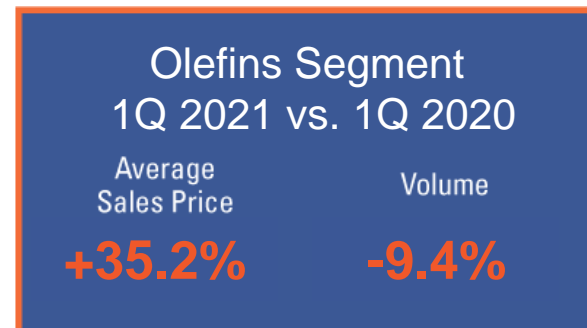 Olefins Segment
1Q 2021 vs. 1Q 2020
Average
Sales Price
Volume
+35.2%
-9.4%